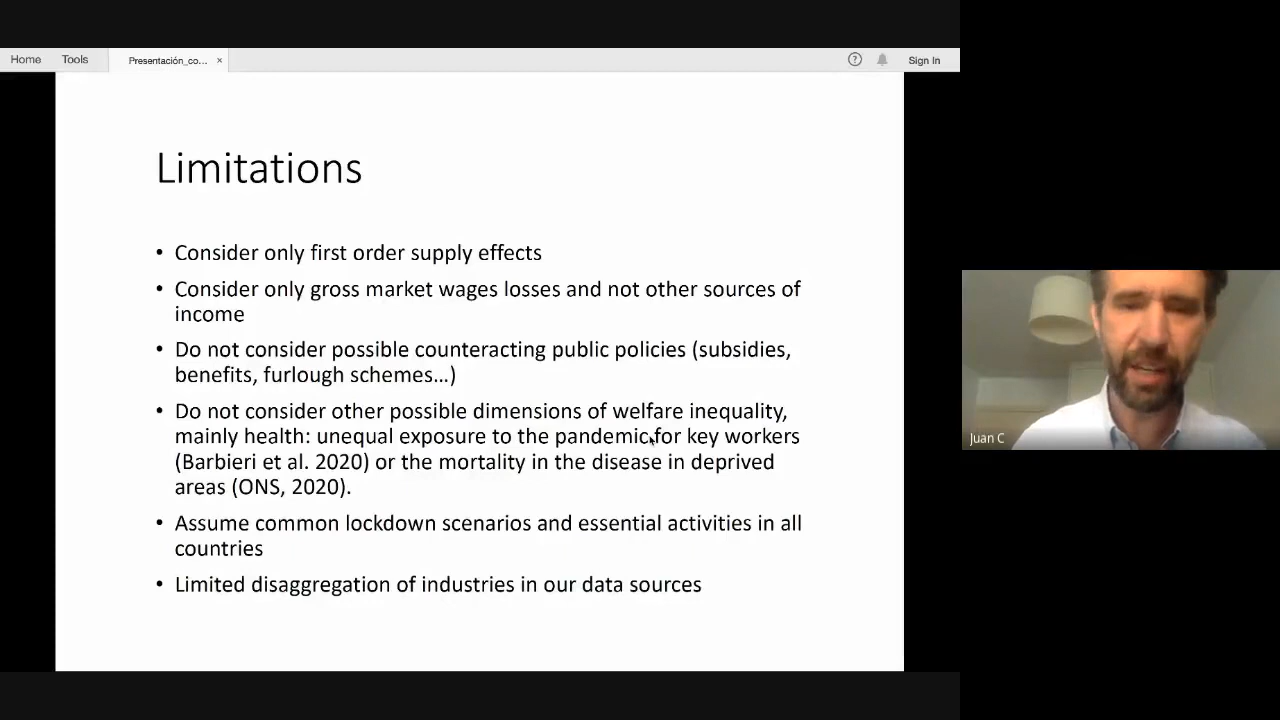 Home Tools Presentación_co... × ? Sign In
Limitations
• Consider only first order supply effects
• Consider only gross market wages losses and not other sources of
income
• Do not consider possible counteracting public policies (subsidies,
benefits, furlough schemes…)
• Do not consider other possible dimensions of welfare inequality,
mainly health: unequal exposure to the pandemic for key workers
(Barbieri et al. 2020) or the mortality in the disease in deprived
areas (ONS, 2020).
• Assume common lockdown scenarios and essential activities in all
countries
• Limited disaggregation of industries in our data sources
Juan C